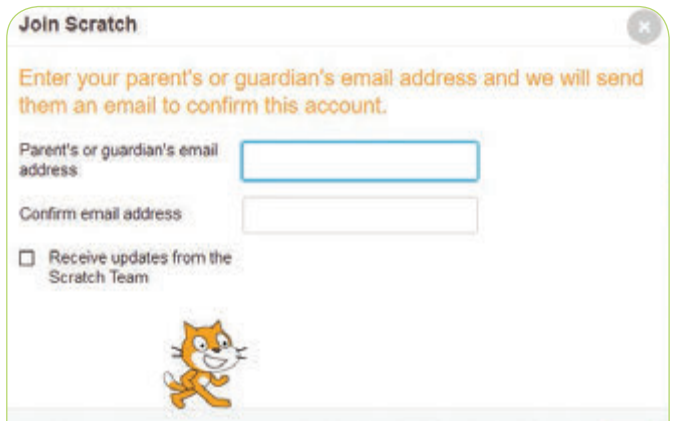 Join Scratch
Enter your parent's or guardian's email address and we will send
them an email to confirm this account.
Parent's or guardian's email
address
Confirm email address
Receive updates from the
Scratch Team